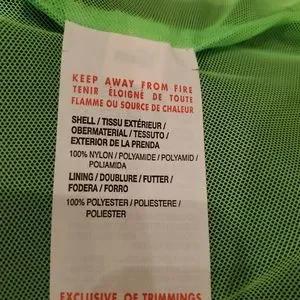 KEEP AWAY FROM FIRE
TENIR ÉLOIGNÉ DE TOUTE
FLAMME OU SOURCE DE CHALEUR
SHELL / TISSU EXTÉRIEUR /
OBERMATERIAL / TESSUTO /
EXTERIOR DE LA PRENDA
100% NYLON / POLYAMIDE / POLYAMID /
POLIAMIDA
LINING / DOUBLURE / FUTTER /
FODERA / FORRO
100% POLYESTER / POLIESTERE /
POLIESTER
EXCLUSIVE OF TRIMMINGS